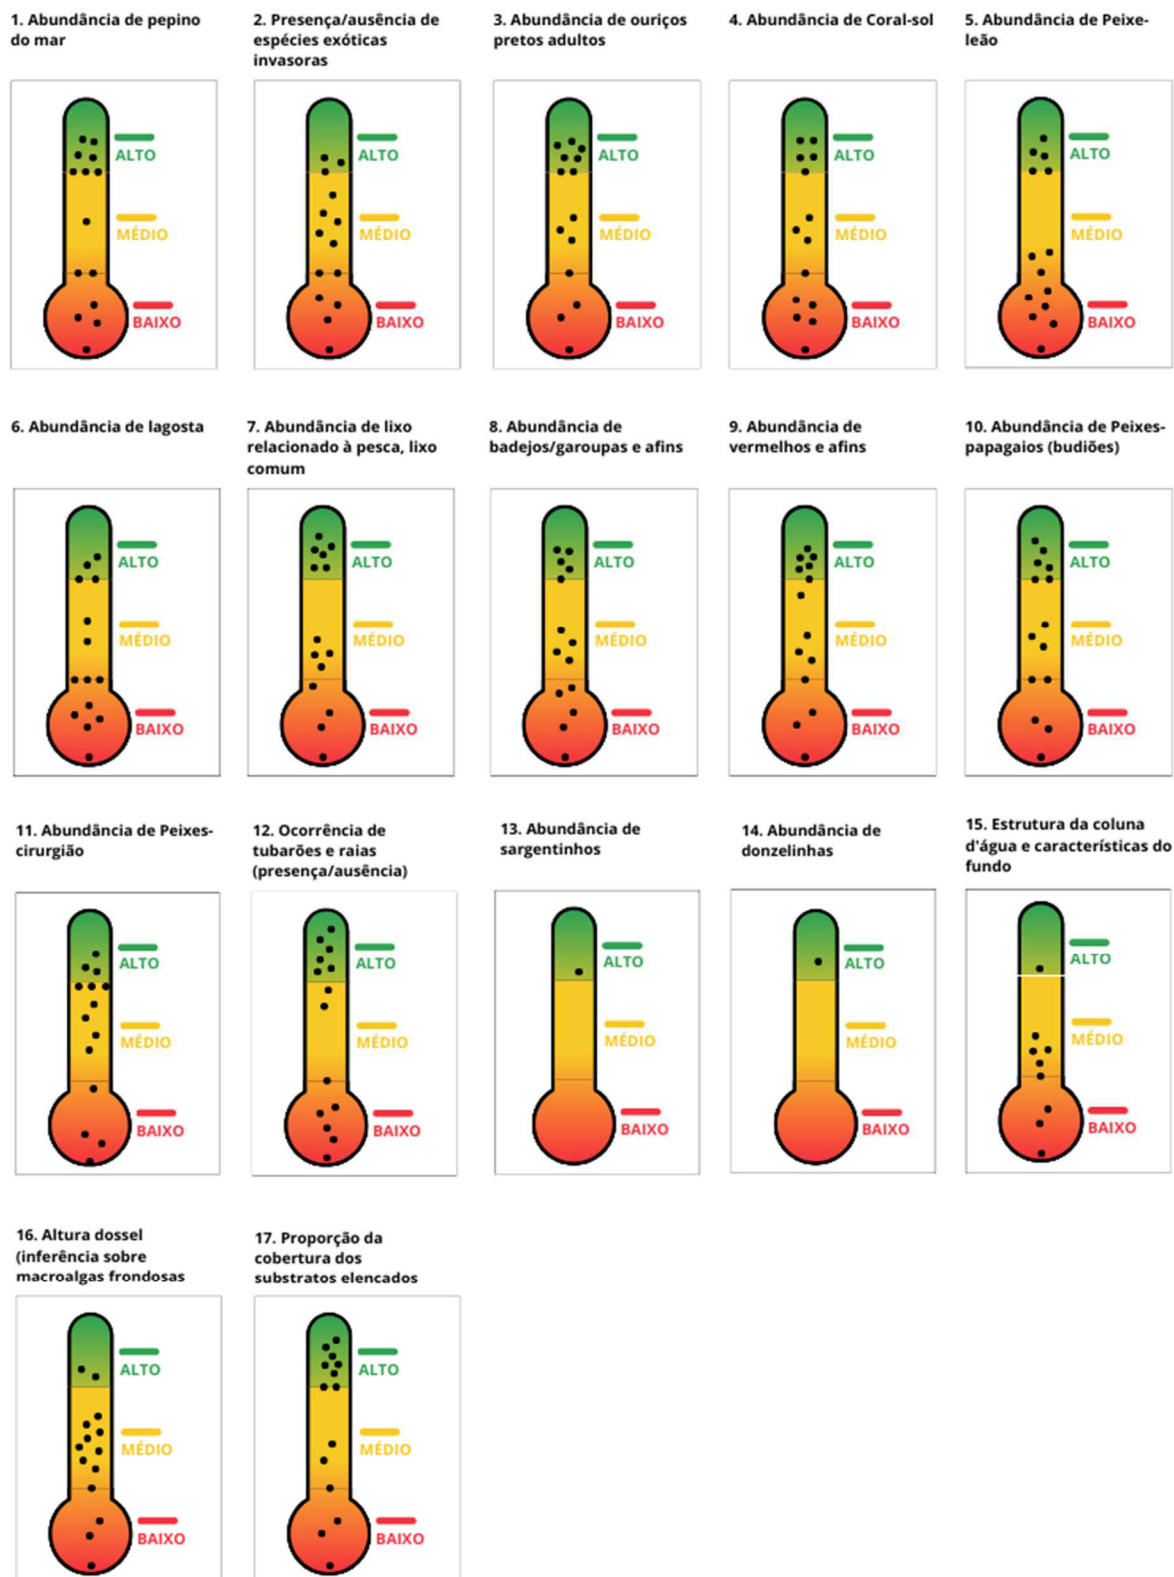 1. Abundância de pepino
do mar
2. Presença/ausência de
espécies exóticas
invasoras
3. Abundância de ouriços
pretos adultos
4. Abundância de Coral-sol
5. Abundância de Peixe-
leão
ALTO
MÉDIO
BAIXO
ALTO
MÉDIO
BAIXO
ALTO
MÉDIO
BAIXO
ALTO
MÉDIO
BAIXO
ALTO
MÉDIO
BAIXO
6. Abundância de lagosta
7. Abundância de lixo
relacionado à pesca, lixo
comum
8. Abundância de
badejos/garoupas e afins
9. Abundância de
vermelhos e afins
10. Abundância de Peixes-
papagaios (budiões)
ALTO
MÉDIO
BAIXO
ALTO
MÉDIO
BAIXO
ALTO
MÉDIO
BAIXO
ALTO
MÉDIO
BAIXO
ALTO
MÉDIO
BAIXO
11. Abundância de Peixes-
cirurgião
12. Ocorrência de
tubarões e raias
(presença/ausência)
13. Abundância de
sargentinhos
14. Abundância de
donzelinhas
15. Estrutura da coluna
d'água e características do
fundo
ALTO
MÉDIO
BAIXO
ALTO
MÉDIO
BAIXO
ALTO
MÉDIO
BAIXO
ALTO
MÉDIO
BAIXO
ALTO
MÉDIO
BAIXO
16. Altura dossel
(inferência sobre
macroalgas frondosas
17. Proporção da
cobertura dos
substratos elencados
ALTO
MÉDIO
BAIXO
ALTO
MÉDIO
BAIXO